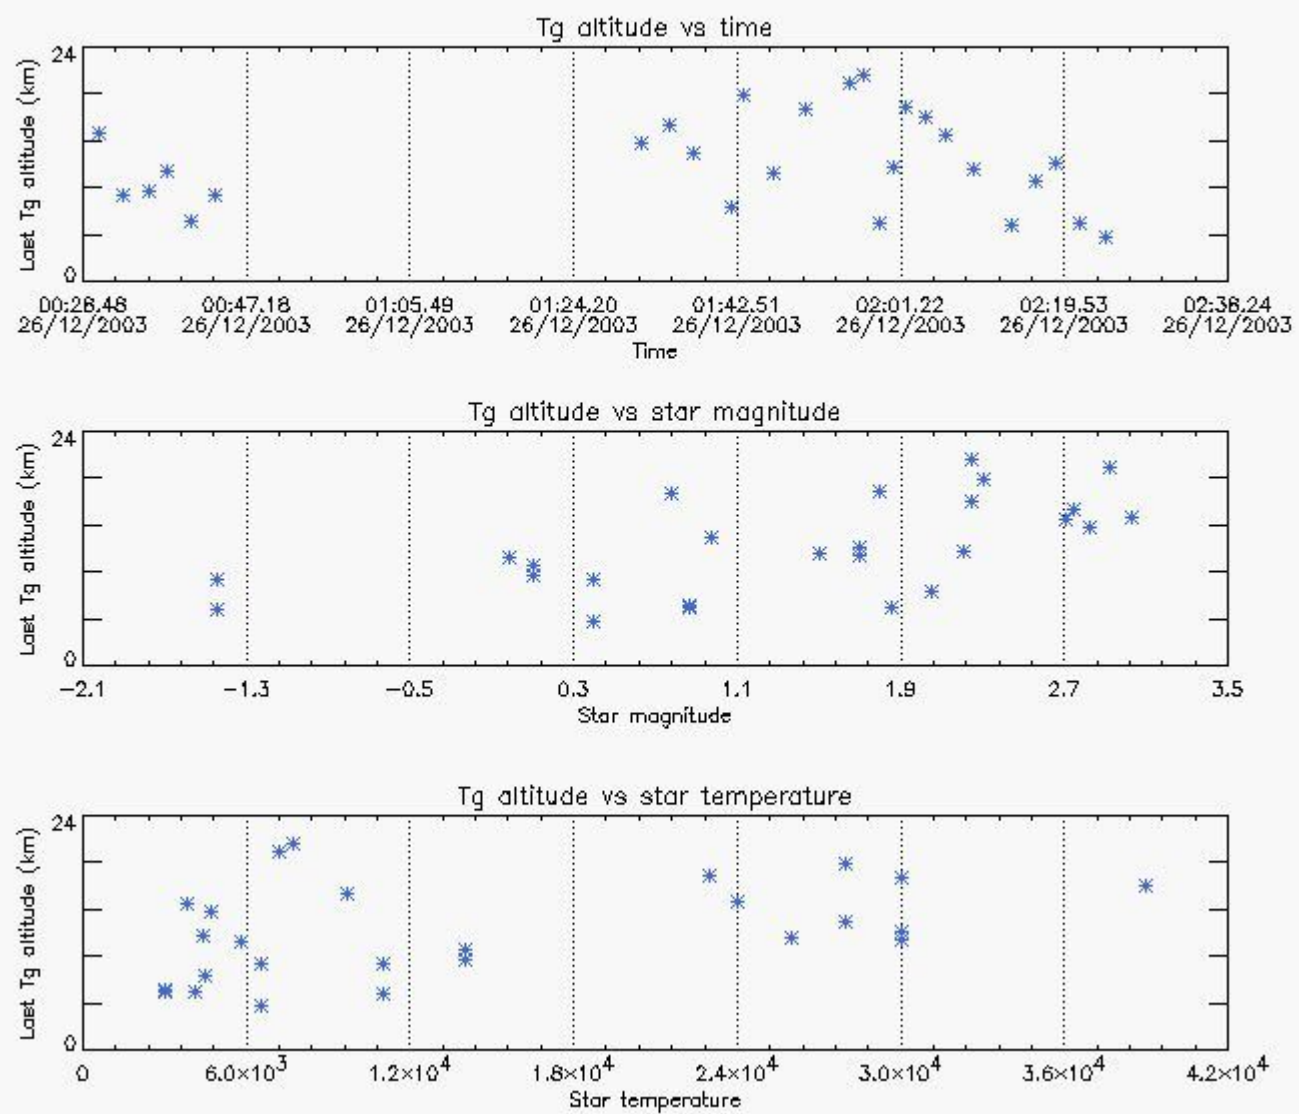 Tg altitude vs time
24
Last Tg altitude (km)
0
00:28.48 00:47.18 01:05.49 01:24.20 01:42.51 02:01.22 02:19.53 02:38.24
26/12/2003 26/12/2003 26/12/2003 26/12/2003 26/12/2003 26/12/2003 26/12/2003 26/12/2003
Time
Tg altitude vs star magnitude
24
Last Tg altitude (km)
0
−2.1 −1.3 −0.5 0.3 1.1 1.9 2.7 3.5
Star magnitude
Tg altitude vs star temperature
24
Last Tg altitude (km)
0
0 6.0×10³ 1.2×10⁴ 1.8×10⁴ 2.4×10⁴ 3.0×10⁴ 3.6×10⁴ 4.2×10⁴
Star temperature